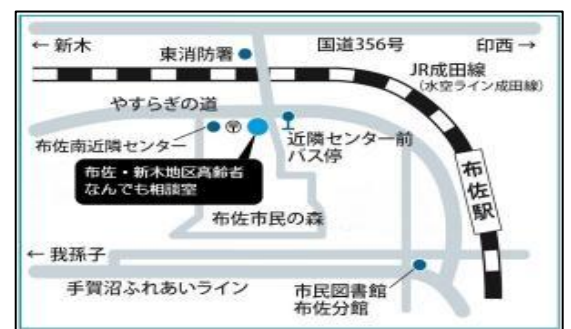 ← 新木
東消防署
国道356号
印西 →
JR成田線
（水空ライン成田線）
やすらぎの道
布佐南近隣センター
近隣センター前
バス停
布佐・新木地区高齢者
なんでも相談室
布佐駅
布佐市民の森
← 我孫子
手賀沼ふれあいライン
市民図書館
布佐分館